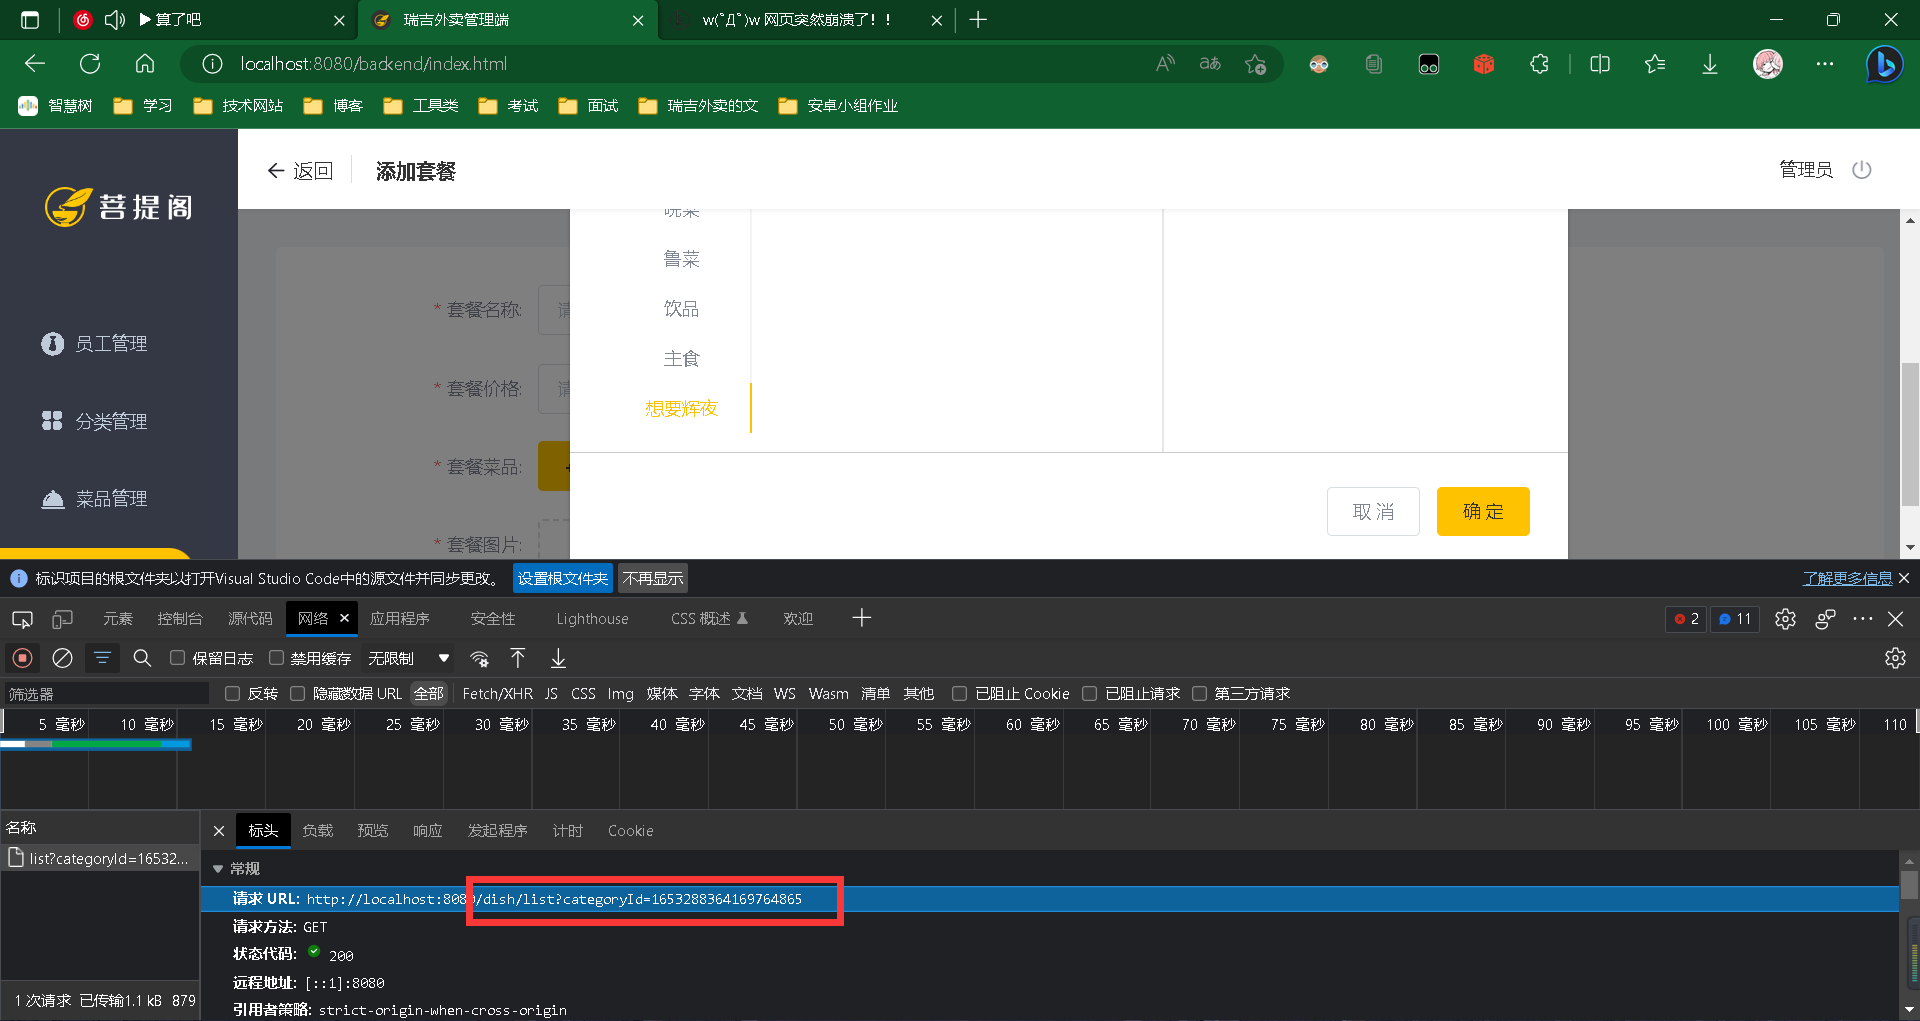 算了吧
瑞吉外卖管理端
w(ﾟДﾟ)w 网页突然崩溃了！！
localhost:8080/backend/index.html
智慧树 学习 技术网站 博客 工具类 考试 面试 瑞吉外卖的文 安卓小组作业
菩提阁
返回
添加套餐
管理员
员工管理
分类管理
菜品管理
* 套餐名称:
* 套餐价格:
* 套餐菜品:
* 套餐图片:
鲁菜
饮品
主食
想要辉夜
取 消
确 定
标识项目的根文件夹以打开Visual Studio Code中的源文件并同步更改。 设置根文件夹 不再显示 了解更多信息
元素 控制台 源代码 网络 应用程序 安全性 Lighthouse CSS 概述 欢迎 2 11
保留日志 禁用缓存 无限制
筛选器 反转 隐藏数据 URL 全部 Fetch/XHR JS CSS Img 媒体 字体 文档 WS Wasm 清单 其他 已阻止 Cookie 已阻止请求 第三方请求
5 毫秒 10 毫秒 15 毫秒 20 毫秒 25 毫秒 30 毫秒 35 毫秒 40 毫秒 45 毫秒 50 毫秒 55 毫秒 60 毫秒 65 毫秒 70 毫秒 75 毫秒 80 毫秒 85 毫秒 90 毫秒 95 毫秒 100 毫秒 105 毫秒 110
名称
list?categoryId=16532...
1 次请求 已传输1.1 kB 879
标头 负载 预览 响应 发起程序 计时 Cookie
常规
请求 URL: http://localhost:8080/dish/list?categoryId=1653288364169764865
请求方法: GET
状态代码: 200
远程地址: [::1]:8080
引用者策略: strict-origin-when-cross-origin